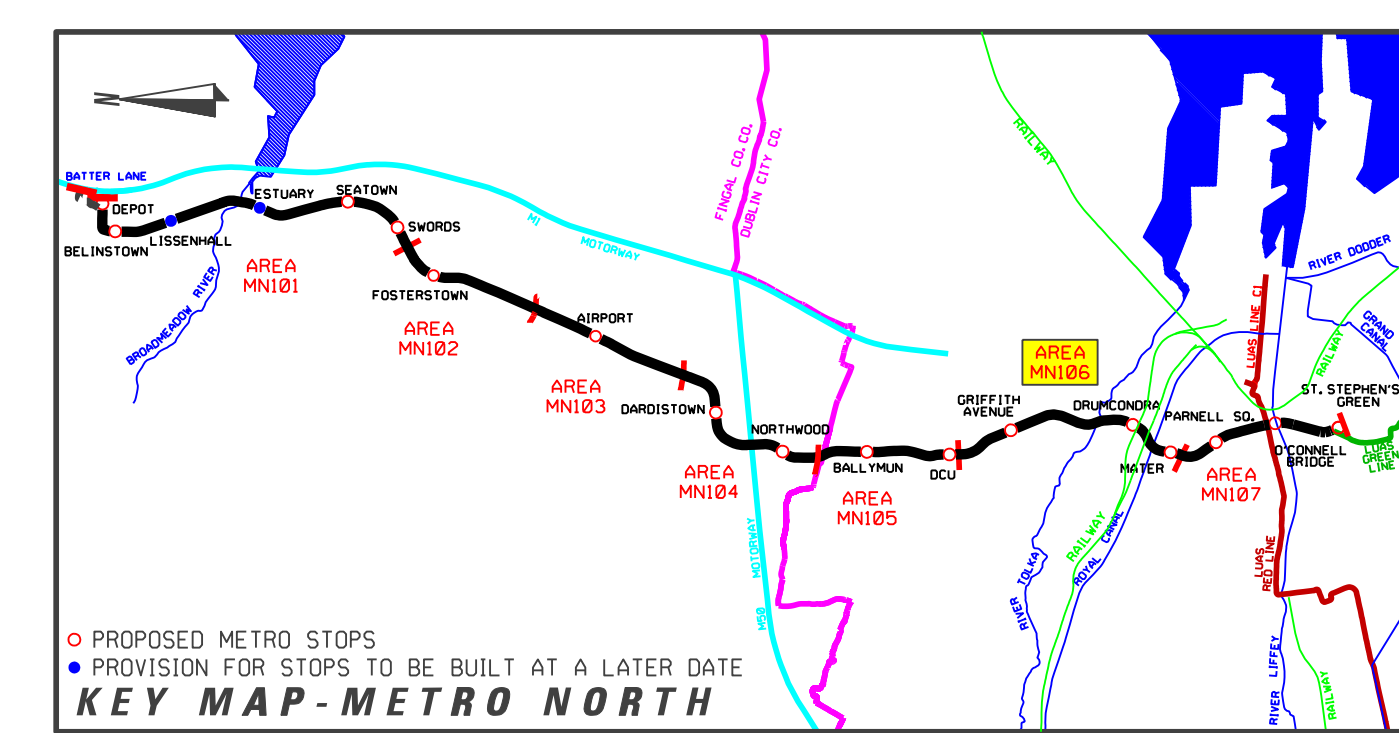 BATTER LANE
DEPOT
BELINSTOWN
LISSENHALL
ESTUARY
SEATOWN
SWORDS
BROADMEADOW RIVER
AREA
MN101
FOSTERSTOWN
AREA
MN102
AIRPORT
AREA
MN103
M1
MOTORWAY
FINGAL CO. CO.
DUBLIN CITY CO.
DARDISTOWN
NORTHWOOD
AREA
MN104
MOTORWAY
M50
BALLYMUN
AREA
MN105
DCU
GRIFFITH
AVENUE
AREA
MN106
RAILWAY
DRUMCONDRA
MATER
PARNELL SQ.
AREA
MN107
RIVER TOLKA
RAILWAY
ROYAL CANAL
LUAS LINE C1
RIVER DODDER
GRAND
CANAL
RAILWAY
ST. STEPHEN'S
GREEN
O'CONNELL
BRIDGE
LUAS
GREEN
LINE
LUAS
RED LINE
RIVER LIFFEY
RAILWAY
PROPOSED METRO STOPS
PROVISION FOR STOPS TO BE BUILT AT A LATER DATE
KEY MAP-METRO NORTH